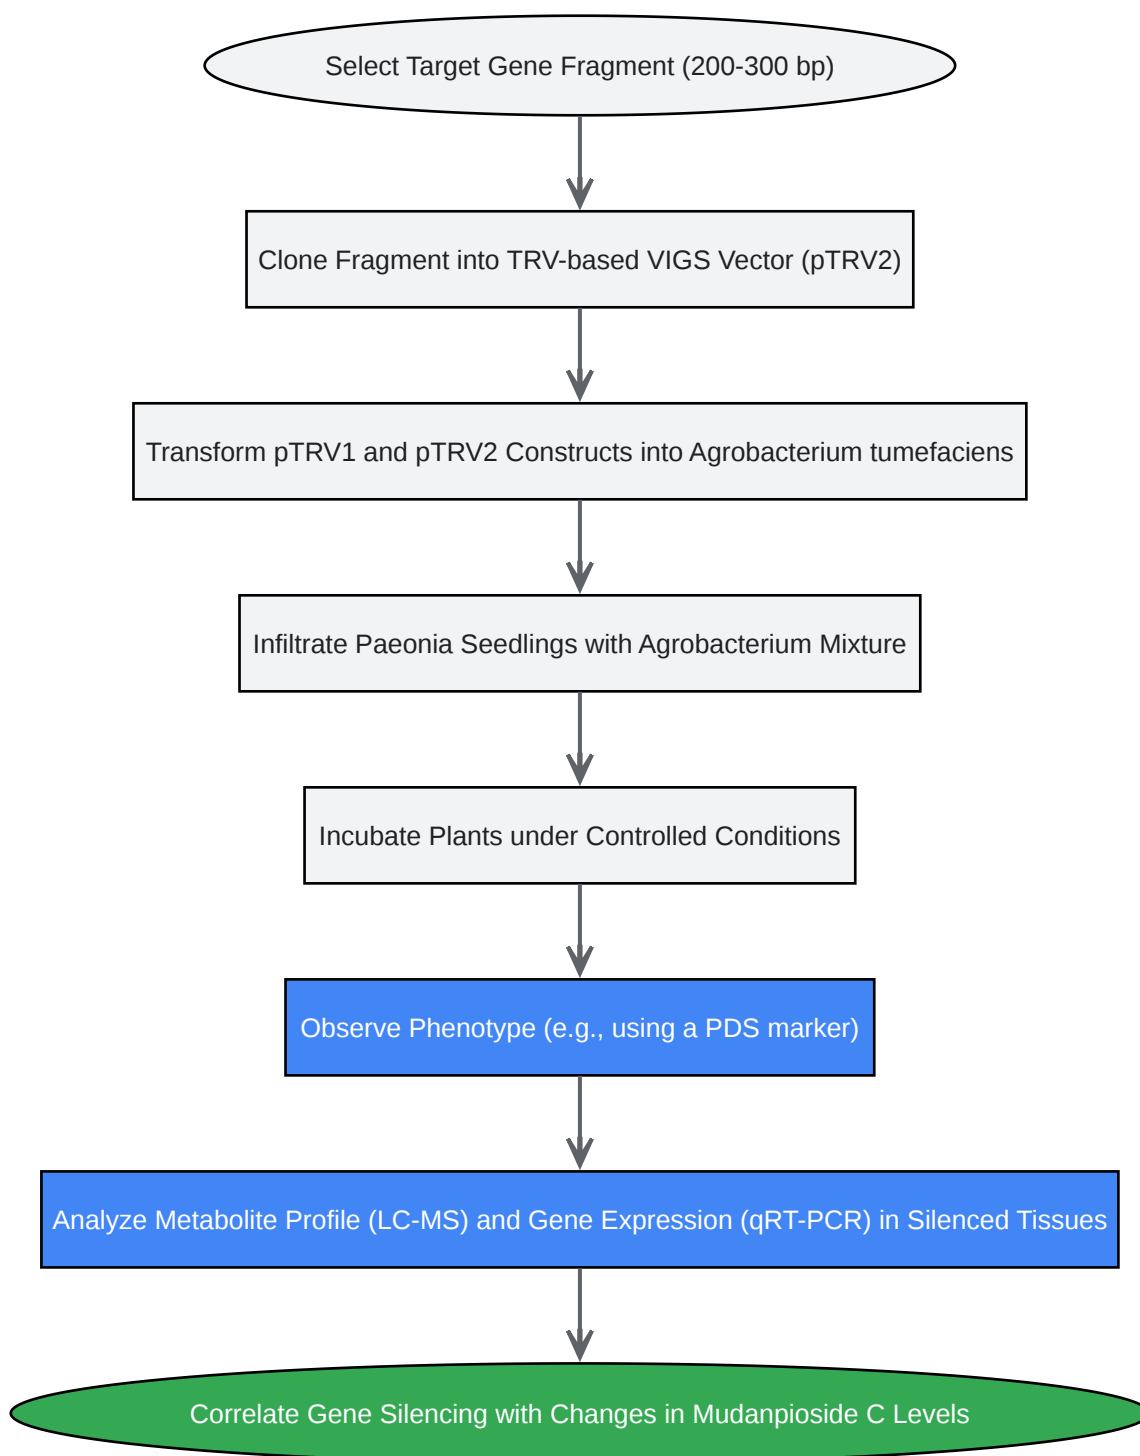 Select Target Gene Fragment (200-300 bp)
Clone Fragment into TRV-based VIGS Vector (pTRV2)
Transform pTRV1 and pTRV2 Constructs into Agrobacterium tumefaciens
Infiltrate Paeonia Seedlings with Agrobacterium Mixture
Incubate Plants under Controlled Conditions
Observe Phenotype (e.g., using a PDS marker)
Analyze Metabolite Profile (LC-MS) and Gene Expression (qRT-PCR) in Silenced Tissues
Correlate Gene Silencing with Changes in Mudanpioside C Levels